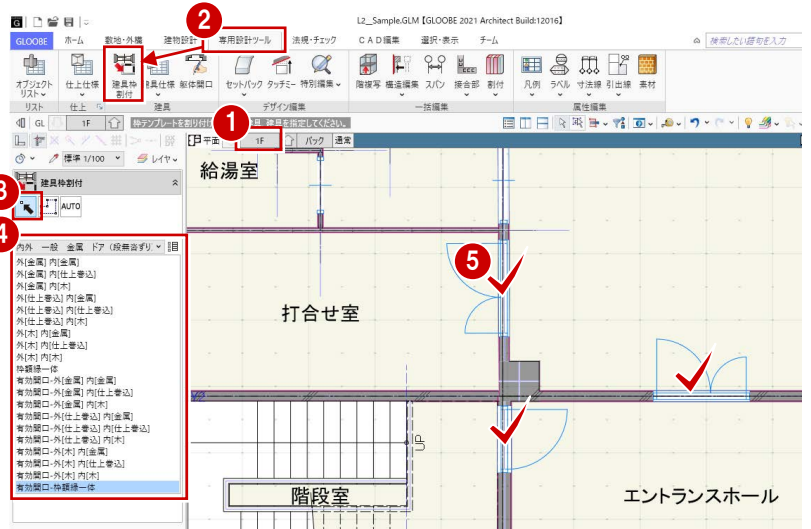 L2__Sample.GLM【GLOOBE 2021 Architect Build:12016】
GLOOBE ホーム 数地・外構 建物設計 専用設計ツール 法規・チェック CAD編集 選択・表示 チーム 検索したい語句を入力
オブジェクトリスト 仕上仕様 建具枠割付 建具仕様 躯体開口 セットバック タッチミー 特別編集 階複写 構造編集 スパン 接合部 割付 凡例 ラベル 寸法線 引出線 素材
リスト 仕上 建具 デザイン編集 一括編集 属性編集
GL 1F 枠テンプレートを割り付け 建具を指定してください。
平面 1F バック 通常
標準 1/100 レイヤ
建具枠割付
AUTO
内外 一般 金属 ドア（段無沓ずり
外[金属] 内[金属]
外[金属] 内[仕上巻込]
外[金属] 内[木]
外[仕上巻込] 内[金属]
外[仕上巻込] 内[仕上巻込]
外[仕上巻込] 内[木]
外[木] 内[金属]
外[木] 内[仕上巻込]
外[木] 内[木]
枠額縁一体
有効開口-外[金属] 内[金属]
有効開口-外[金属] 内[仕上巻込]
有効開口-外[金属] 内[木]
有効開口-外[仕上巻込] 内[金属]
有効開口-外[仕上巻込] 内[仕上巻込]
有効開口-外[仕上巻込] 内[木]
有効開口-外[木] 内[金属]
有効開口-外[木] 内[仕上巻込]
有効開口-外[木] 内[木]
有効開口-枠額縁一体
給湯室
打合せ室
UP
階段室
エントランスホール
1
2
3
4
5